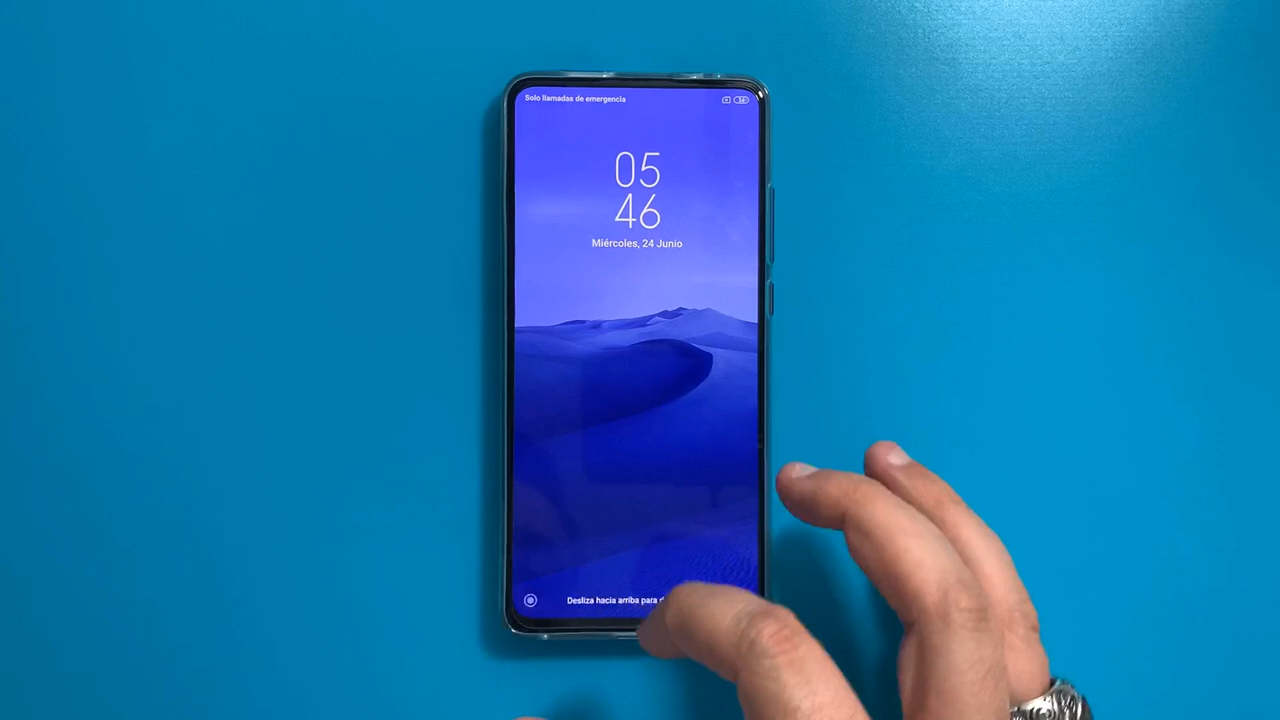 Solo llamadas de emergencia
05
46
Miércoles, 24 Junio
Desliza hacia arriba para